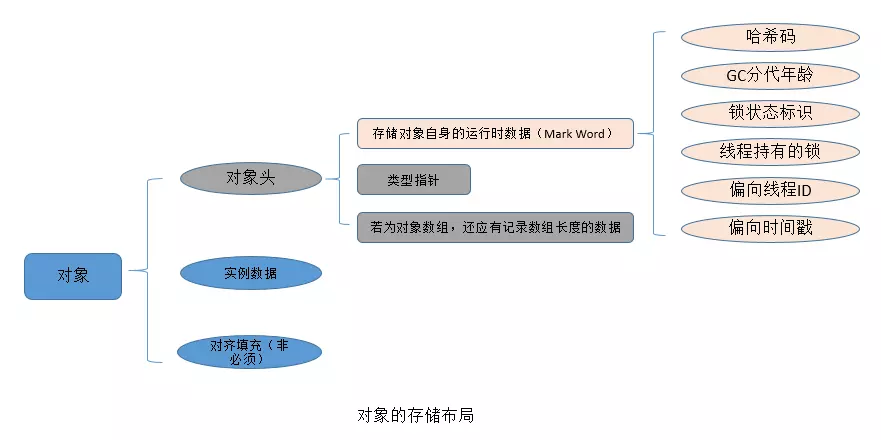 哈希码
GC分代年龄
锁状态标识
线程持有的锁
偏向线程ID
偏向时间戳
存储对象自身的运行时数据（Mark Word）
类型指针
若为对象数组，还应有记录数组长度的数据
对象头
实例数据
对齐填充（非
必须）
对象
对象的存储布局